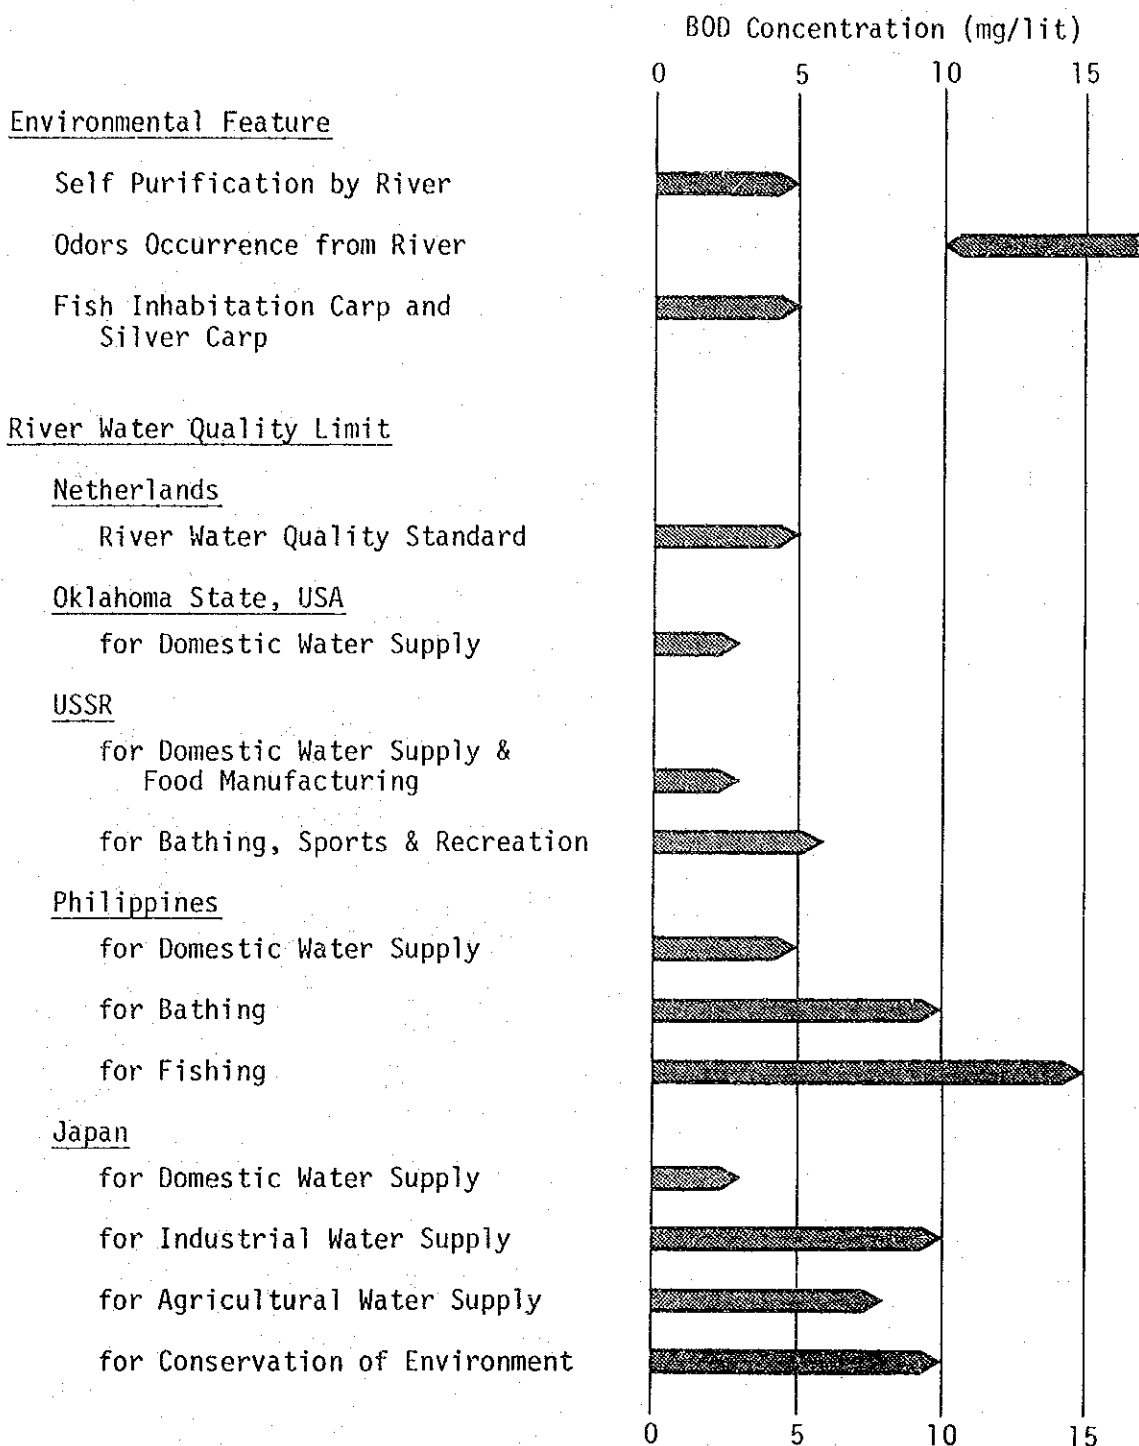 BOD Concentration (mg/lit)
0 5 10 15
Environmental Feature
Self Purification by River
Odors Occurrence from River
Fish Inhabitation Carp and
Silver Carp
River Water Quality Limit
Netherlands
River Water Quality Standard
Oklahoma State, USA
for Domestic Water Supply
USSR
for Domestic Water Supply &
Food Manufacturing
for Bathing, Sports & Recreation
Philippines
for Domestic Water Supply
for Bathing
for Fishing
Japan
for Domestic Water Supply
for Industrial Water Supply
for Agricultural Water Supply
for Conservation of Environment
0 5 10 15